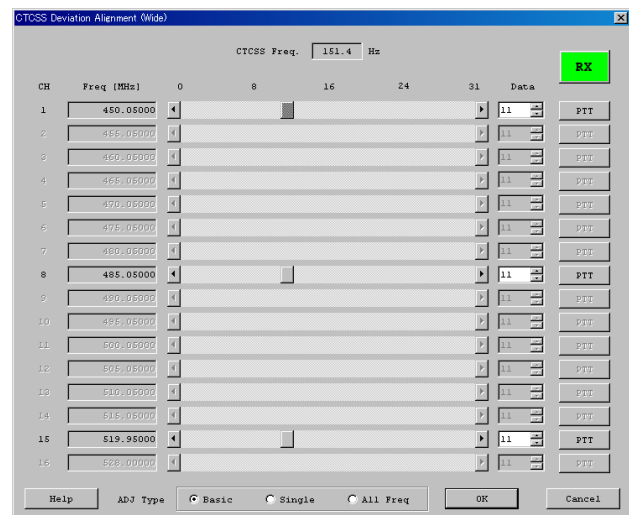 CTCSS Deviation Alignment (Wide)
CTCSS Freq. 151.4 Hz
RX
CH Freq [MHz] 0 8 16 24 31 Data
1 450.05000 11 PTT
2 455.05000 11 PTT
3 460.05000 11 PTT
4 465.05000 11 PTT
5 470.05000 11 PTT
6 475.05000 11 PTT
7 480.05000 11 PTT
8 485.05000 11 PTT
9 490.05000 11 PTT
10 495.05000 11 PTT
11 500.05000 11 PTT
12 505.05000 11 PTT
13 510.05000 11 PTT
14 515.05000 11 PTT
15 519.95000 11 PTT
16 528.00000 11 PTT
Help ADJ Type Basic Single All Freq OK Cancel